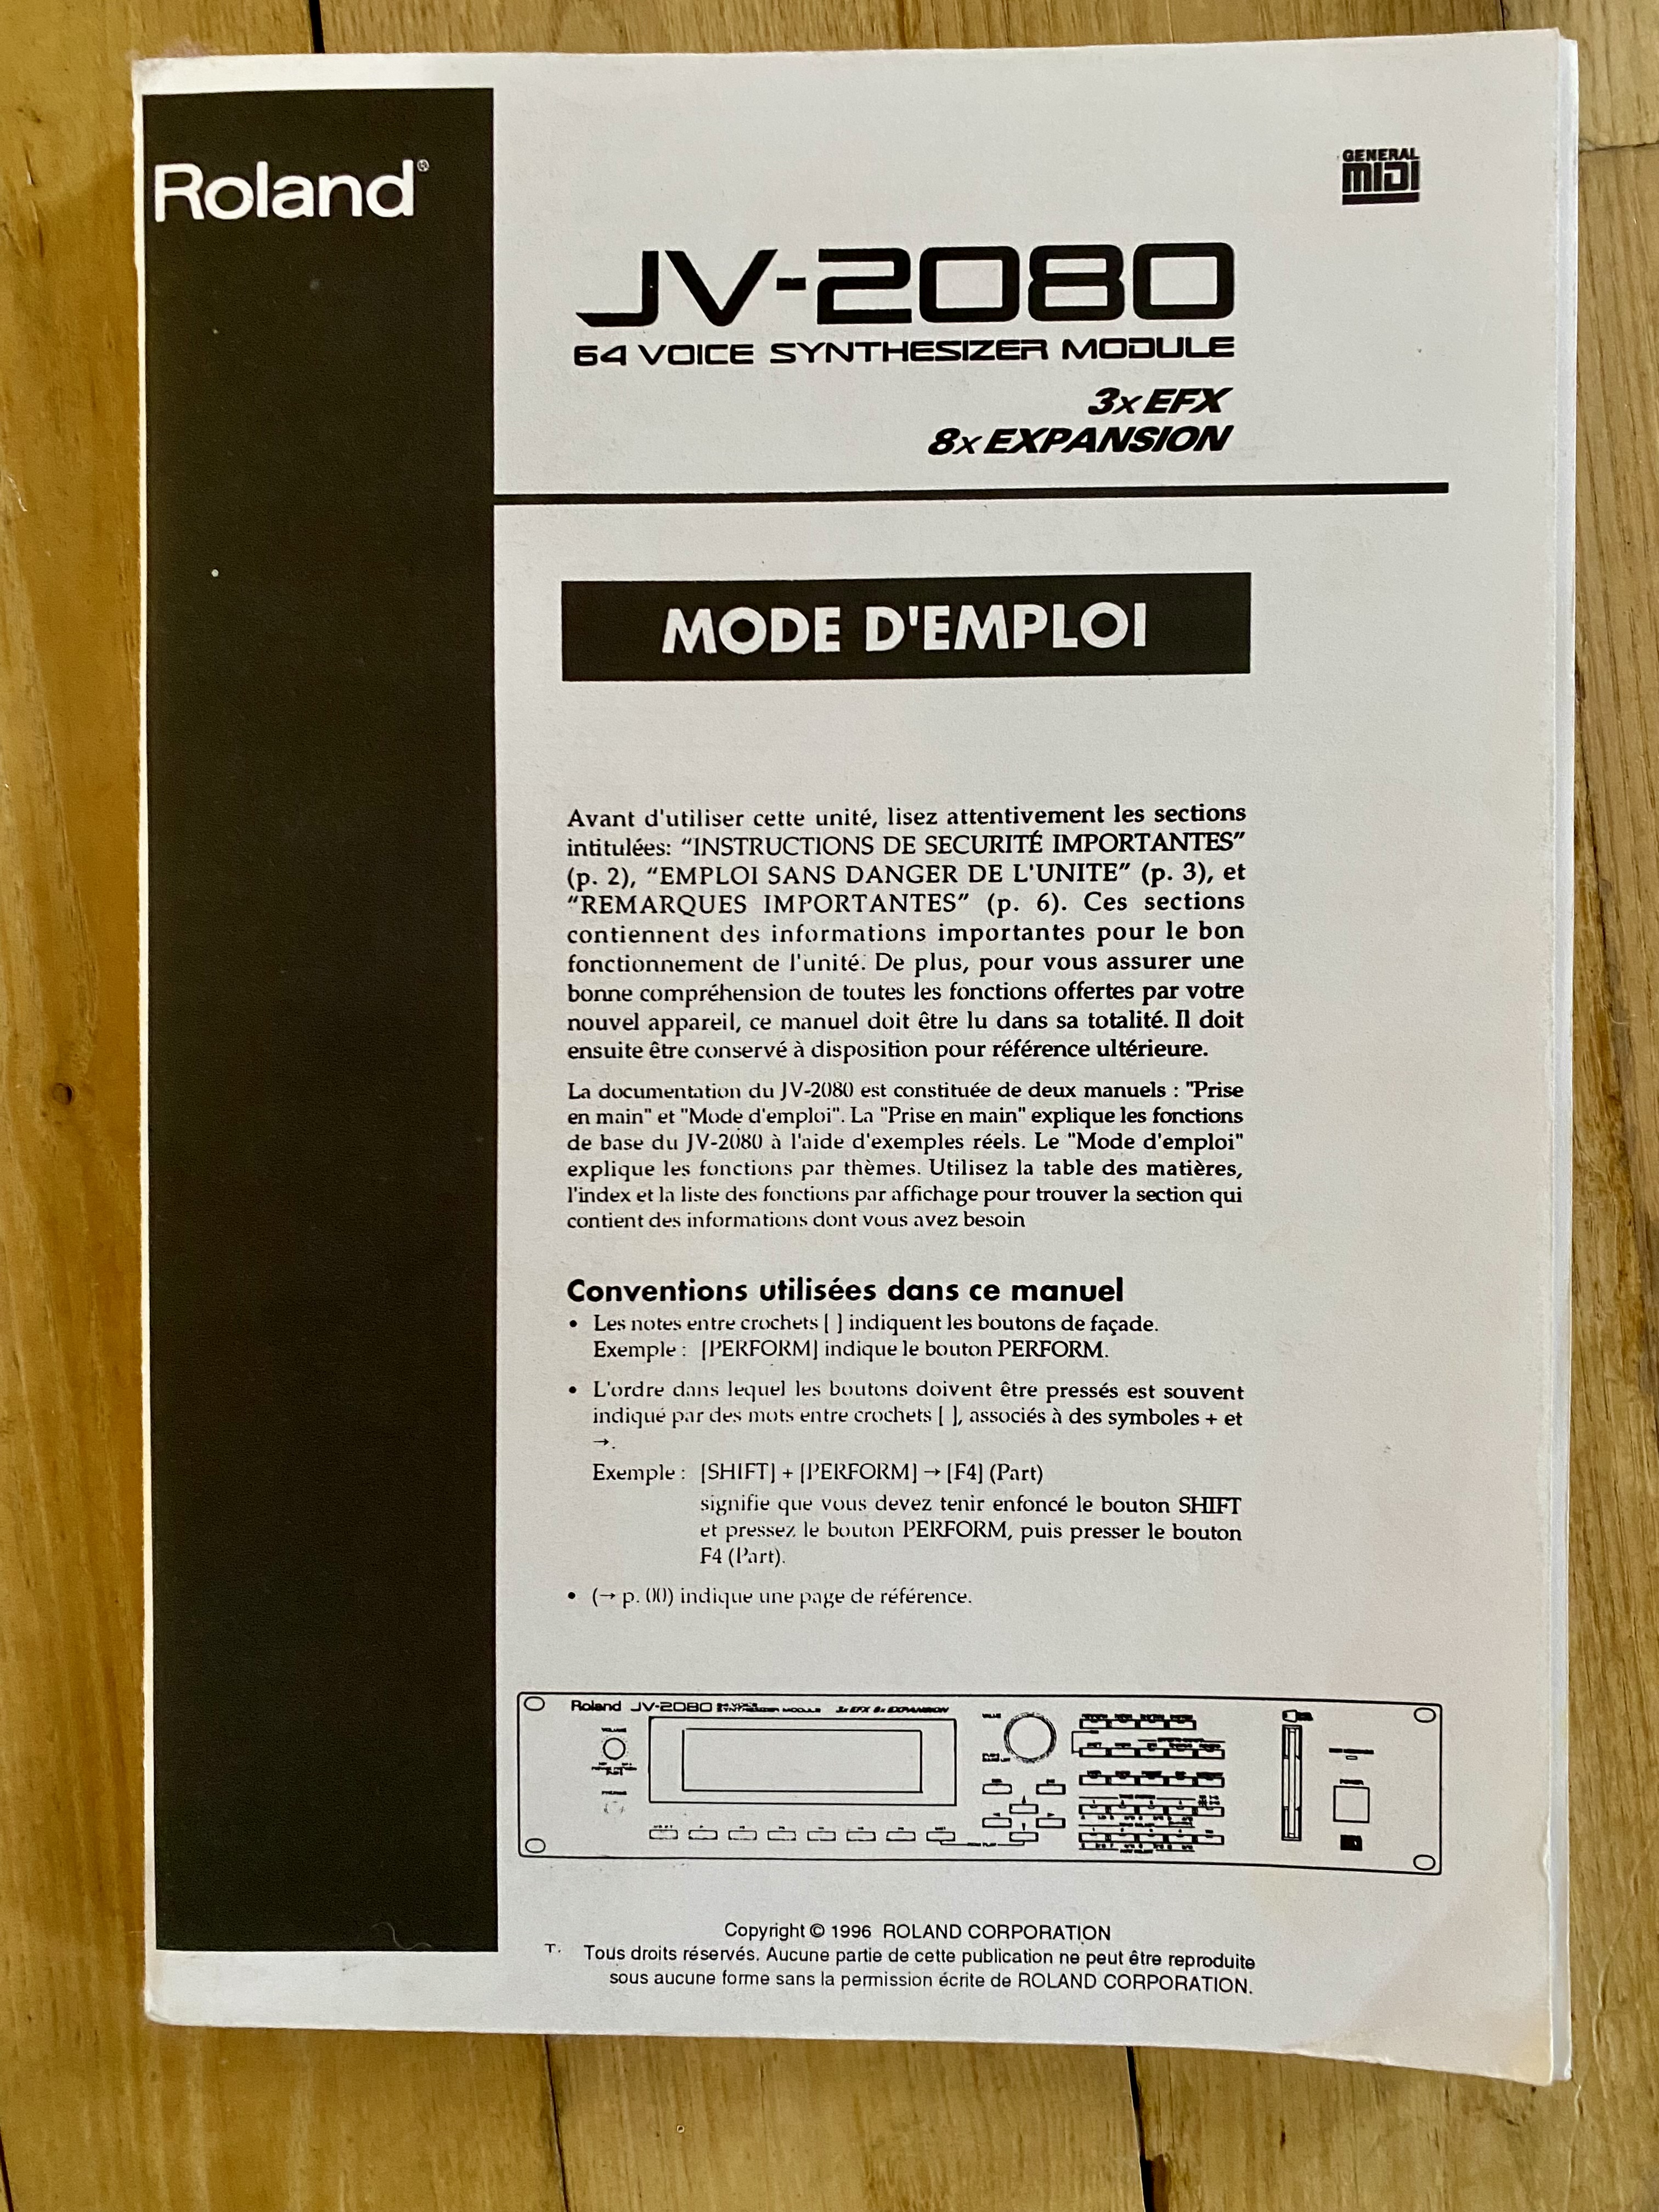 Roland®
GENERAL
MIDI
JV-2080
64 VOICE SYNTHESIZER MODULE
3x EFX
8x EXPANSION
MODE D'EMPLOI
Avant d'utiliser cette unité, lisez attentivement les sections
intitulées: “INSTRUCTIONS DE SECURITÉ IMPORTANTES”
(p. 2), “EMPLOI SANS DANGER DE L'UNITE” (p. 3), et
“REMARQUES IMPORTANTES” (p. 6). Ces sections
contiennent des informations importantes pour le bon
fonctionnement de l'unité. De plus, pour vous assurer une
bonne compréhension de toutes les fonctions offertes par votre
nouvel appareil, ce manuel doit être lu dans sa totalité. Il doit
ensuite être conservé à disposition pour référence ultérieure.
La documentation du JV-2080 est constituée de deux manuels : "Prise
en main" et "Mode d'emploi". La "Prise en main" explique les fonctions
de base du JV-2080 à l'aide d'exemples réels. Le "Mode d'emploi"
explique les fonctions par thèmes. Utilisez la table des matières,
l'index et la liste des fonctions par affichage pour trouver la section qui
contient des informations dont vous avez besoin
Conventions utilisées dans ce manuel
• Les notes entre crochets [ ] indiquent les boutons de façade.
Exemple : [PERFORM] indique le bouton PERFORM.
• L'ordre dans lequel les boutons doivent être pressés est souvent
indiqué par des mots entre crochets [ ], associés à des symboles + et
→.
Exemple : [SHIFT] + [PERFORM] → [F4] (Part)
signifie que vous devez tenir enfoncé le bouton SHIFT
et pressez le bouton PERFORM, puis presser le bouton
F4 (Part).
• (→ p. 00) indique une page de référence.
Roland JV-2080 SYNTHESIZER MODULE 3x EFX 8x EXPANSION
VOLUME
VALUE
PHONES
POWER
Copyright © 1996 ROLAND CORPORATION
T. Tous droits réservés. Aucune partie de cette publication ne peut être reproduite
sous aucune forme sans la permission écrite de ROLAND CORPORATION.